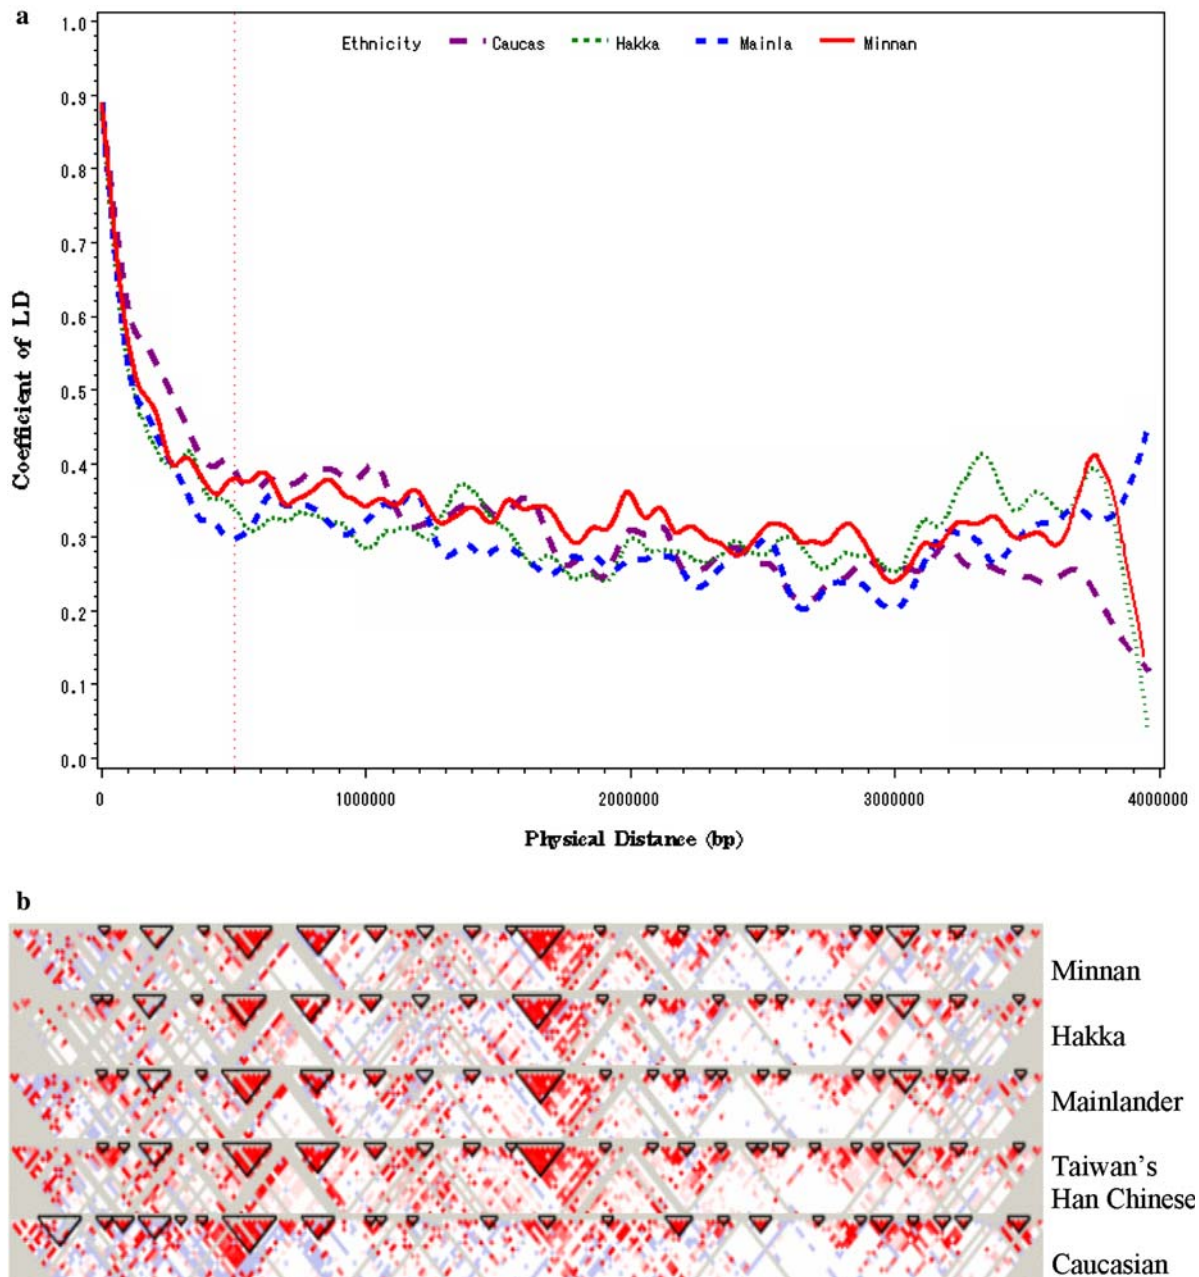 a
Ethnicity Caucas Hakka Mainla Minnan
1.0
0.9
0.8
0.7
0.6
0.5
0.4
0.3
0.2
0.1
0.0
Coefficient of LD
0 1000000 2000000 3000000 4000000
Physical Distance (bp)
b
Minnan
Hakka
Mainlander
Taiwan's
Han Chinese
Caucasian